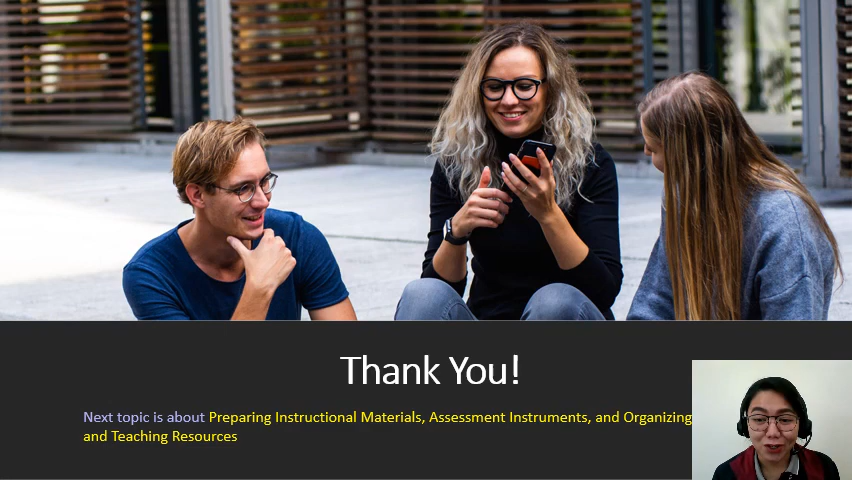 Thank You!
Next topic is about Preparing Instructional Materials, Assessment Instruments, and Organizing
and Teaching Resources